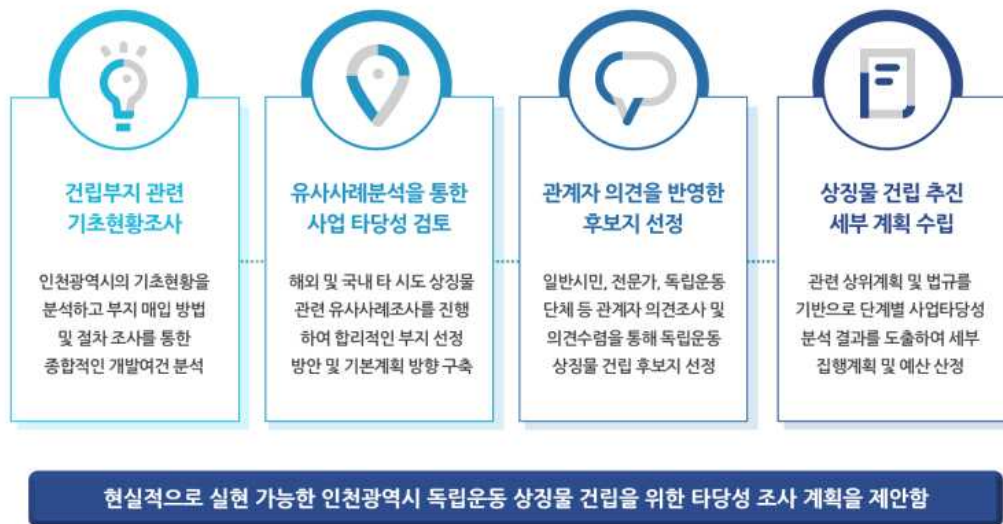 건립부지 관련
기초현황조사
인천광역시의 기초현황을
분석하고 부지 매입 방법
및 절차 조사를 통한
종합적인 개발여건 분석
유사사례분석을 통한
사업 타당성 검토
해외 및 국내 타 시도 상징물
관련 유사사례조사를 진행
하여 합리적인 부지 선정
방안 및 기본계획 방향 구축
관계자 의견을 반영한
후보지 선정
일반시민, 전문가, 독립운동
단체 등 관계자 의견조사 및
의견수렴을 통해 독립운동
상징물 건립 후보지 선정
상징물 건립 추진
세부 계획 수립
관련 상위계획 및 법규를
기반으로 단계별 사업타당성
분석 결과를 도출하여 세부
집행계획 및 예산 산정
현실적으로 실현 가능한 인천광역시 독립운동 상징물 건립을 위한 타당성 조사 계획을 제안함